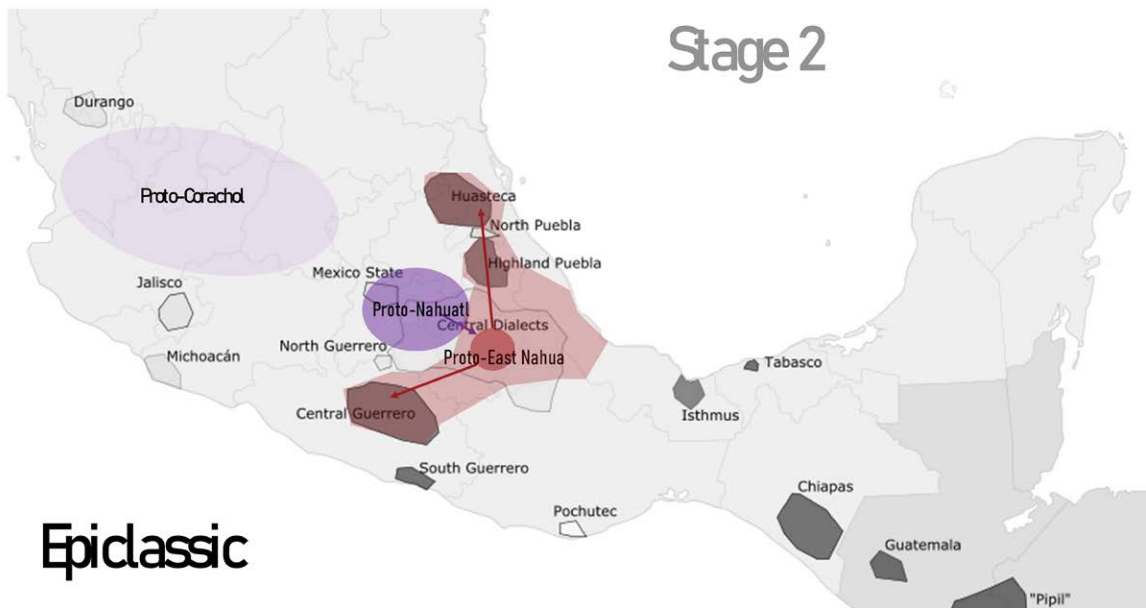 Stage 2
Durango
Proto-Corachol
Huasteca
North Puebla
Highland Puebla
Mexico State
Jalisco
Proto-Nahuatl
Central Dialects
North Guerrero
Proto-East Nahua
Michoacán
Tabasco
Central Guerrero
Isthmus
South Guerrero
Chiapas
Pochutec
Epiclassic
Guatemala
"Pipil"